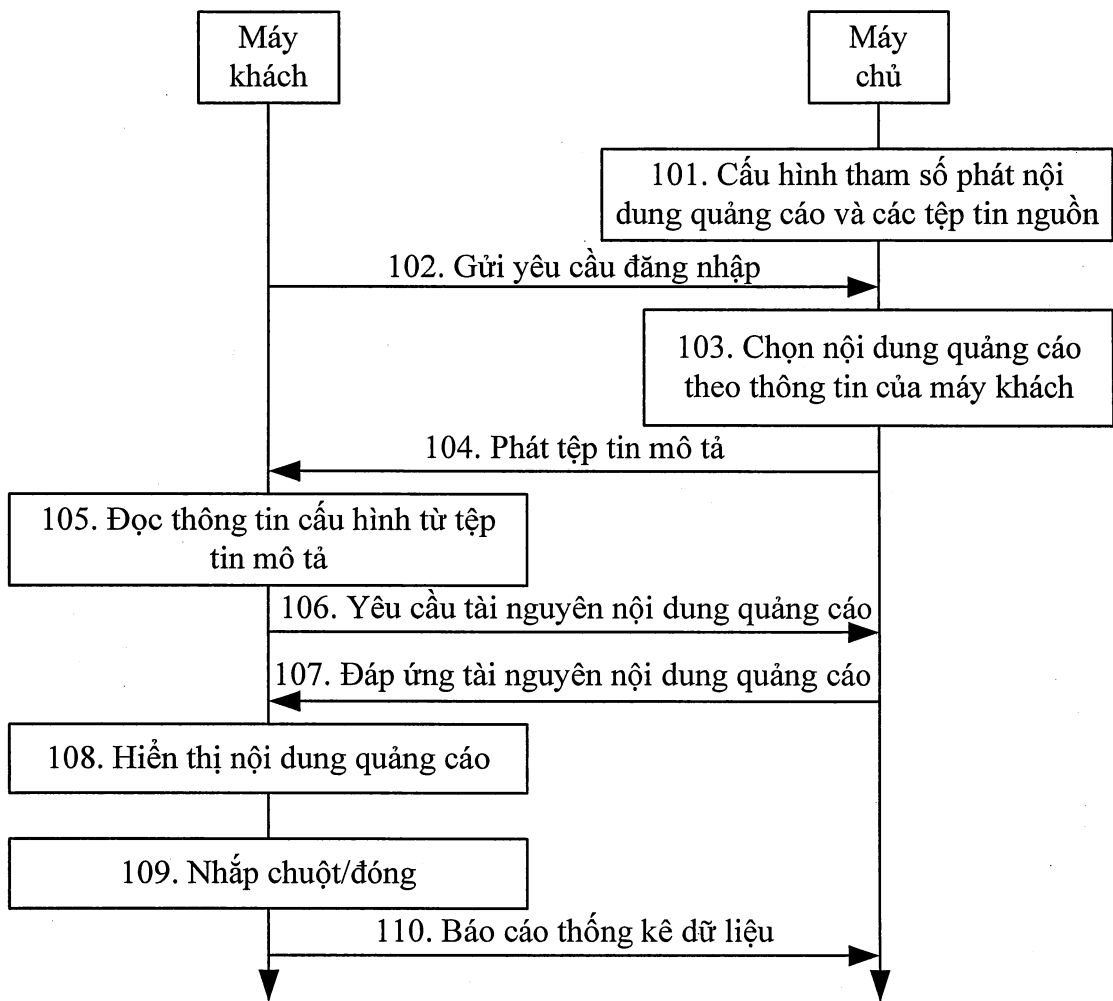 Máy
khách
Máy
chủ
101. Cấu hình tham số phát nội
dung quảng cáo và các tệp tin nguồn
102. Gửi yêu cầu đăng nhập
103. Chọn nội dung quảng cáo
theo thông tin của máy khách
104. Phát tệp tin mô tả
105. Đọc thông tin cấu hình từ tệp
tin mô tả
106. Yêu cầu tài nguyên nội dung quảng cáo
107. Đáp ứng tài nguyên nội dung quảng cáo
108. Hiển thị nội dung quảng cáo
109. Nhắp chuột/đóng
110. Báo cáo thống kê dữ liệu